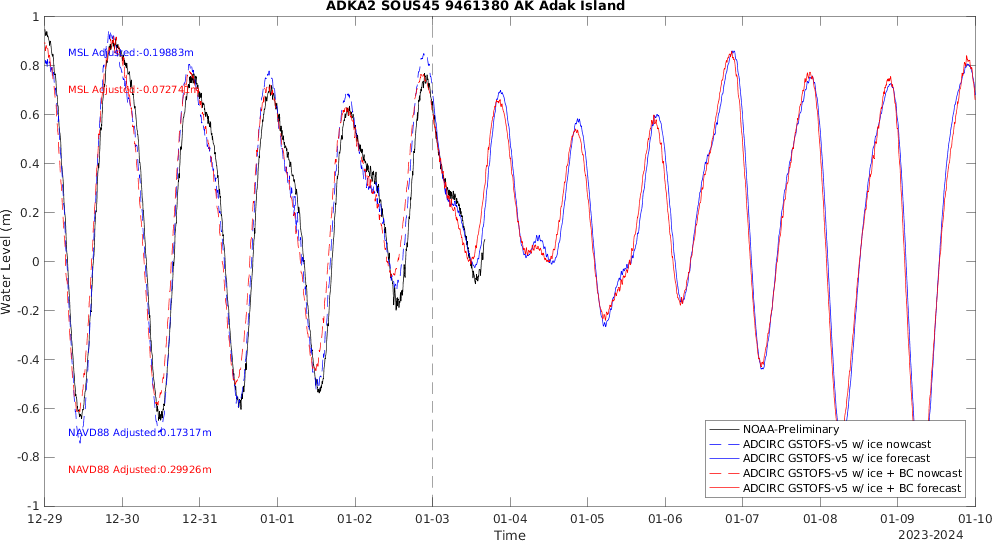 ADKA2 SOUS45 9461380 AK Adak Island
MSL Adjusted:-0.19883m
MSL Adjusted:-0.07274m
NAVD88 Adjusted:0.17317m
NAVD88 Adjusted:0.29926m
Water Level (m)
0.8
0.6
0.4
0.2
0
-0.2
-0.4
-0.6
-0.8
-1
NOAA-Preliminary
ADCIRC GSTOFS-v5 w/ ice nowcast
ADCIRC GSTOFS-v5 w/ ice forecast
ADCIRC GSTOFS-v5 w/ ice + BC nowcast
ADCIRC GSTOFS-v5 w/ ice + BC forecast
12-29 12-30 12-31 01-01 01-02 01-03 01-04 01-05 01-06 01-07 01-08 01-09 01-10
Time
2023-2024